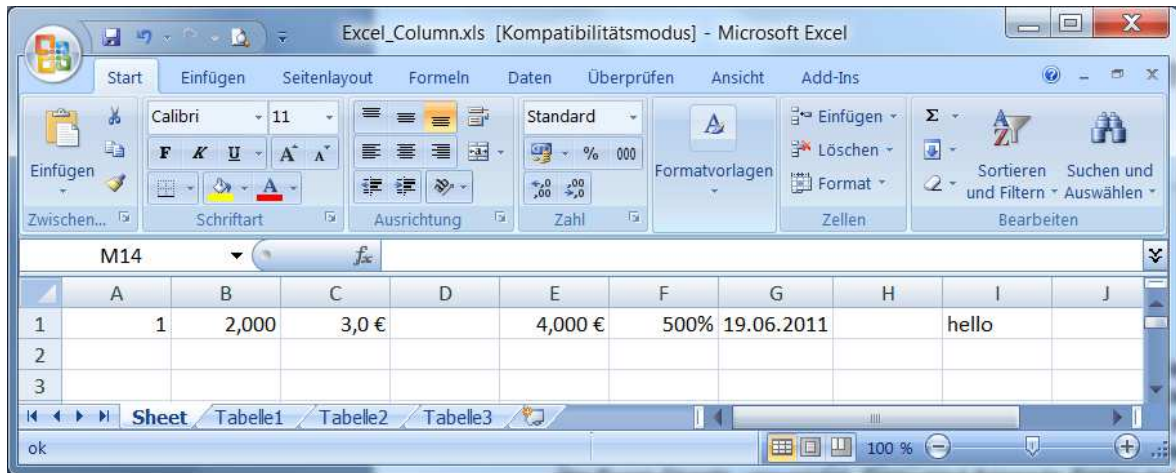 Excel_Column.xls [Kompatibilitätsmodus] - Microsoft Excel
Start Einfügen Seitenlayout Formeln Daten Überprüfen Ansicht Add-Ins
Calibri 11 Standard Einfügen Σ
F K U A A % 000 Löschen
Einfügen Formatvorlagen Format Sortieren und Filtern Suchen und Auswählen
Zwischen... Schriftart Ausrichtung Zahl Zellen Bearbeiten
M14 fx
A B C D E F G H I J
1 1 2,000 3,0 € 4,000 € 500% 19.06.2011 hello
2
3
Sheet Tabelle1 Tabelle2 Tabelle3
ok 100 %